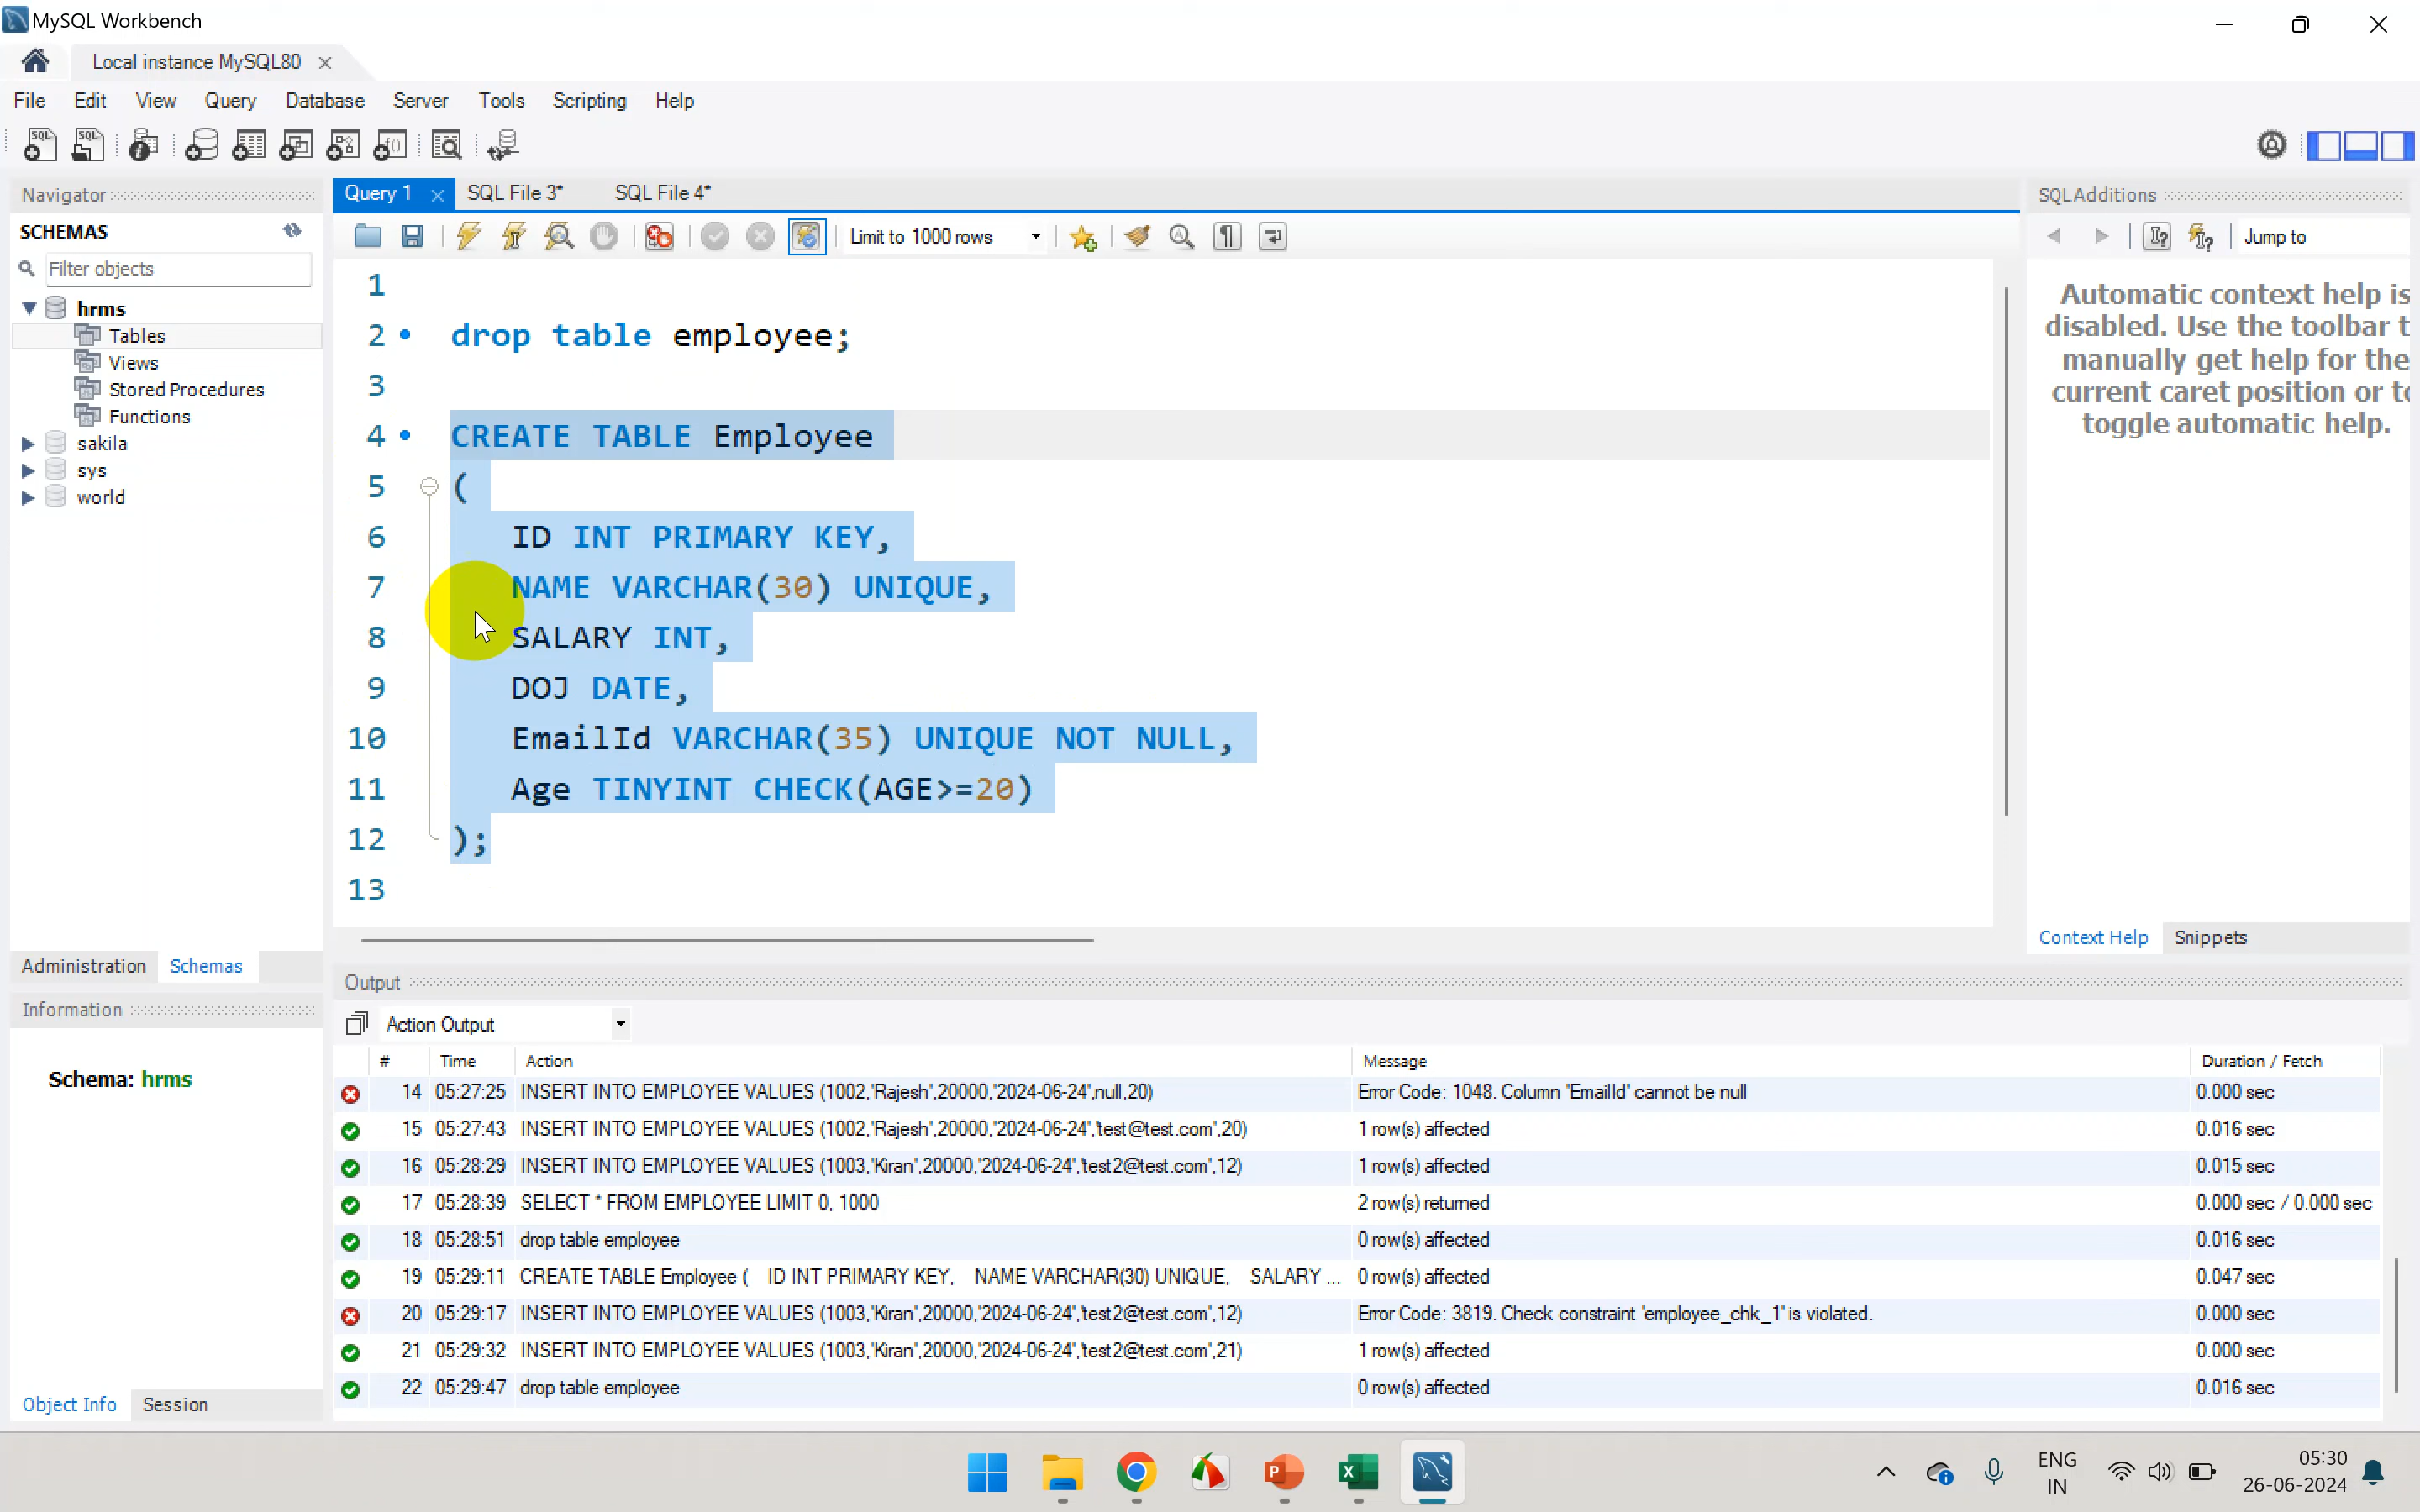 MySQL Workbench
Local instance MySQL80
File Edit View Query Database Server Tools Scripting Help
Navigator
SCHEMAS
Filter objects
hrms
Tables
Views
Stored Procedures
Functions
sakila
sys
world
Administration Schemas
Information
Schema: hrms
Object Info Session
Query 1 SQL File 3* SQL File 4*
Limit to 1000 rows
1
2 drop table employee;
3
4 CREATE TABLE Employee
5 (
6 ID INT PRIMARY KEY,
7 NAME VARCHAR(30) UNIQUE,
8 SALARY INT,
9 DOJ DATE,
10 EmailId VARCHAR(35) UNIQUE NOT NULL,
11 Age TINYINT CHECK(AGE>=20)
12 );
13
SQLAdditions
Jump to
Automatic context help is
disabled. Use the toolbar t
manually get help for the
current caret position or to
toggle automatic help.
Context Help Snippets
Output
Action Output
# Time Action Message Duration / Fetch
14 05:27:25 INSERT INTO EMPLOYEE VALUES (1002,'Rajesh',20000,'2024-06-24',null,20) Error Code: 1048. Column 'EmailId' cannot be null 0.000 sec
15 05:27:43 INSERT INTO EMPLOYEE VALUES (1002,'Rajesh',20000,'2024-06-24','test@test.com',20) 1 row(s) affected 0.016 sec
16 05:28:29 INSERT INTO EMPLOYEE VALUES (1003,'Kiran',20000,'2024-06-24','test2@test.com',12) 1 row(s) affected 0.015 sec
17 05:28:39 SELECT * FROM EMPLOYEE LIMIT 0, 1000 2 row(s) returned 0.000 sec / 0.000 sec
18 05:28:51 drop table employee 0 row(s) affected 0.016 sec
19 05:29:11 CREATE TABLE Employee ( ID INT PRIMARY KEY, NAME VARCHAR(30) UNIQUE, SALARY ... 0 row(s) affected 0.047 sec
20 05:29:17 INSERT INTO EMPLOYEE VALUES (1003,'Kiran',20000,'2024-06-24','test2@test.com',12) Error Code: 3819. Check constraint 'employee_chk_1' is violated. 0.000 sec
21 05:29:32 INSERT INTO EMPLOYEE VALUES (1003,'Kiran',20000,'2024-06-24','test2@test.com',21) 1 row(s) affected 0.000 sec
22 05:29:47 drop table employee 0 row(s) affected 0.016 sec
ENG
IN
05:30
26-06-2024